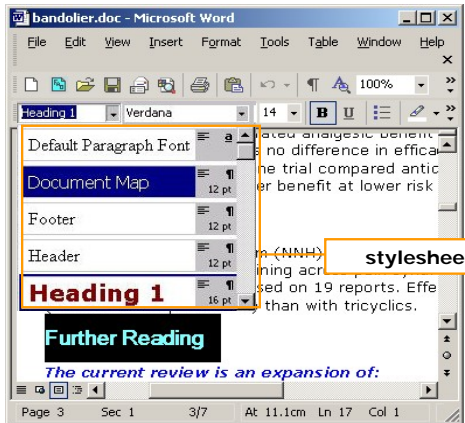 bandolier.doc - Microsoft Word
File Edit View Insert Format Tools Table Window Help
100%
Heading 1 Verdana 14 B U
Default Paragraph Font a
analgesic benefit
s no difference in effica
Document Map 12 pt
ne trial compared antic
er benefit at lower risk
Footer 12 pt
Header 12 pt
m (NNH)
styleshee
ning acr
Heading 1 16 pt
sed on 19 reports. Effe
than with tricyclics.
Further Reading
The current review is an expansion of:
Page 3 Sec 1 3/7 At 11.1cm Ln 17 Col 1